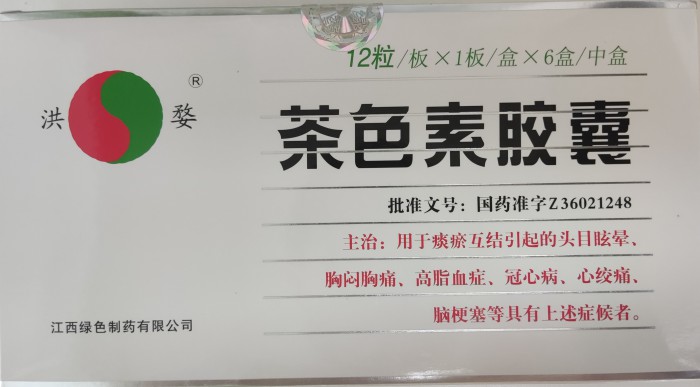 12粒/板×1板/盒×6盒/中盒
洪 婺 ®
茶色素胶囊
批准文号：国药准字Z36021248
主治：用于痰瘀互结引起的头目眩晕、
胸闷胸痛、高脂血症、冠心病、心绞痛、
脑梗塞等具有上述症候者。
江西绿色制药有限公司